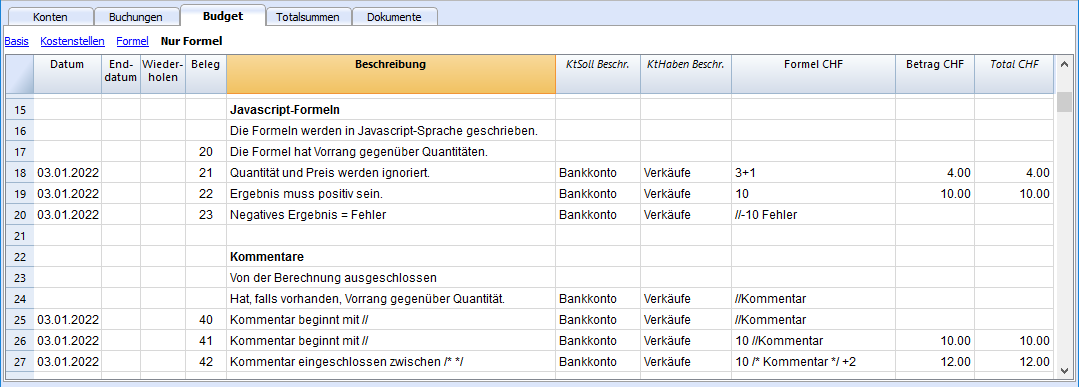 Konten Buchungen Budget Totalsummen Dokumente
Basis Kostenstellen Formel Nur Formel
Datum End-datum Wieder-holen Beleg Beschreibung KtSoll Beschr. KtHaben Beschr. Formel CHF Betrag CHF Total CHF
15 Javascript-Formeln
16 Die Formeln werden in Javascript-Sprache geschrieben.
17 20 Die Formel hat Vorrang gegenüber Quantitäten.
18 03.01.2022 21 Quantität und Preis werden ignoriert. Bankkonto Verkäufe 3+1 4.00 4.00
19 03.01.2022 22 Ergebnis muss positiv sein. Bankkonto Verkäufe 10 10.00 10.00
20 03.01.2022 23 Negatives Ergebnis = Fehler Bankkonto Verkäufe //-10 Fehler
21
22 Kommentare
23 Von der Berechnung ausgeschlossen
24 Hat, falls vorhanden, Vorrang gegenüber Quantität. Bankkonto Verkäufe //Kommentar
25 03.01.2022 40 Kommentar beginnt mit // Bankkonto Verkäufe //Kommentar
26 03.01.2022 41 Kommentar beginnt mit // Bankkonto Verkäufe 10 //Kommentar 10.00 10.00
27 03.01.2022 42 Kommentar eingeschlossen zwischen /* */ Bankkonto Verkäufe 10 /* Kommentar */ +2 12.00 12.00